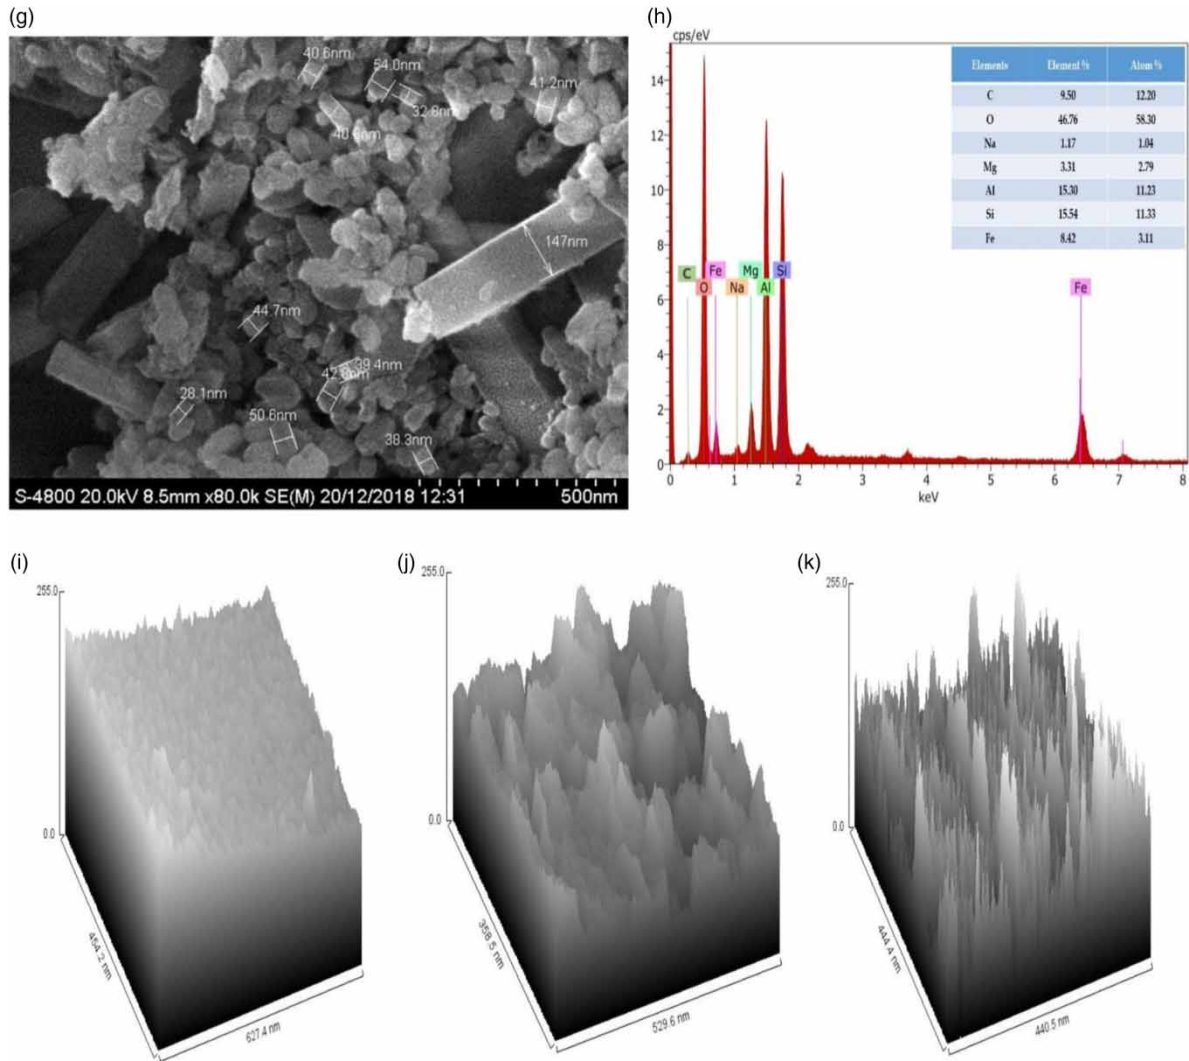 (g)
40.6nm
54.0nm
41.2nm
32.8nm
147nm
44.7nm
39.4nm
28.1nm
50.6nm
38.3nm
S-4800 20.0kV 8.5mm x80.0k SE(M) 20/12/2018 12:31 500nm
(h)
cps/eV
Elements Element % Atom %
C 9.50 12.20
O 46.76 58.30
Na 1.17 1.04
Mg 3.31 2.79
Al 15.30 11.23
Si 15.54 11.33
Fe 8.42 3.11
14
12
10
8
6
4
2
0
C Fe Mg Si
O Na Al Fe
0 1 2 3 4 5 6 7 8
keV
(i)
255.0
0.0
454.2 nm
627.4 nm
(j)
255.0
0.0
358.5 nm
529.6 nm
(k)
255.0
0.0
444.4 nm
440.5 nm